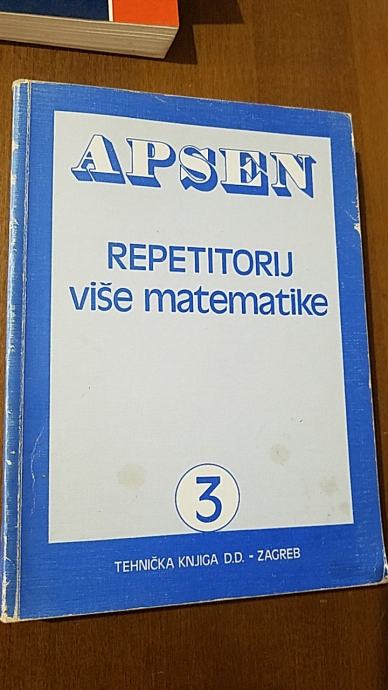 APSEN
REPETITORIJ
više matematike
3
TEHNIČKA KNJIGA D.D. - ZAGREB